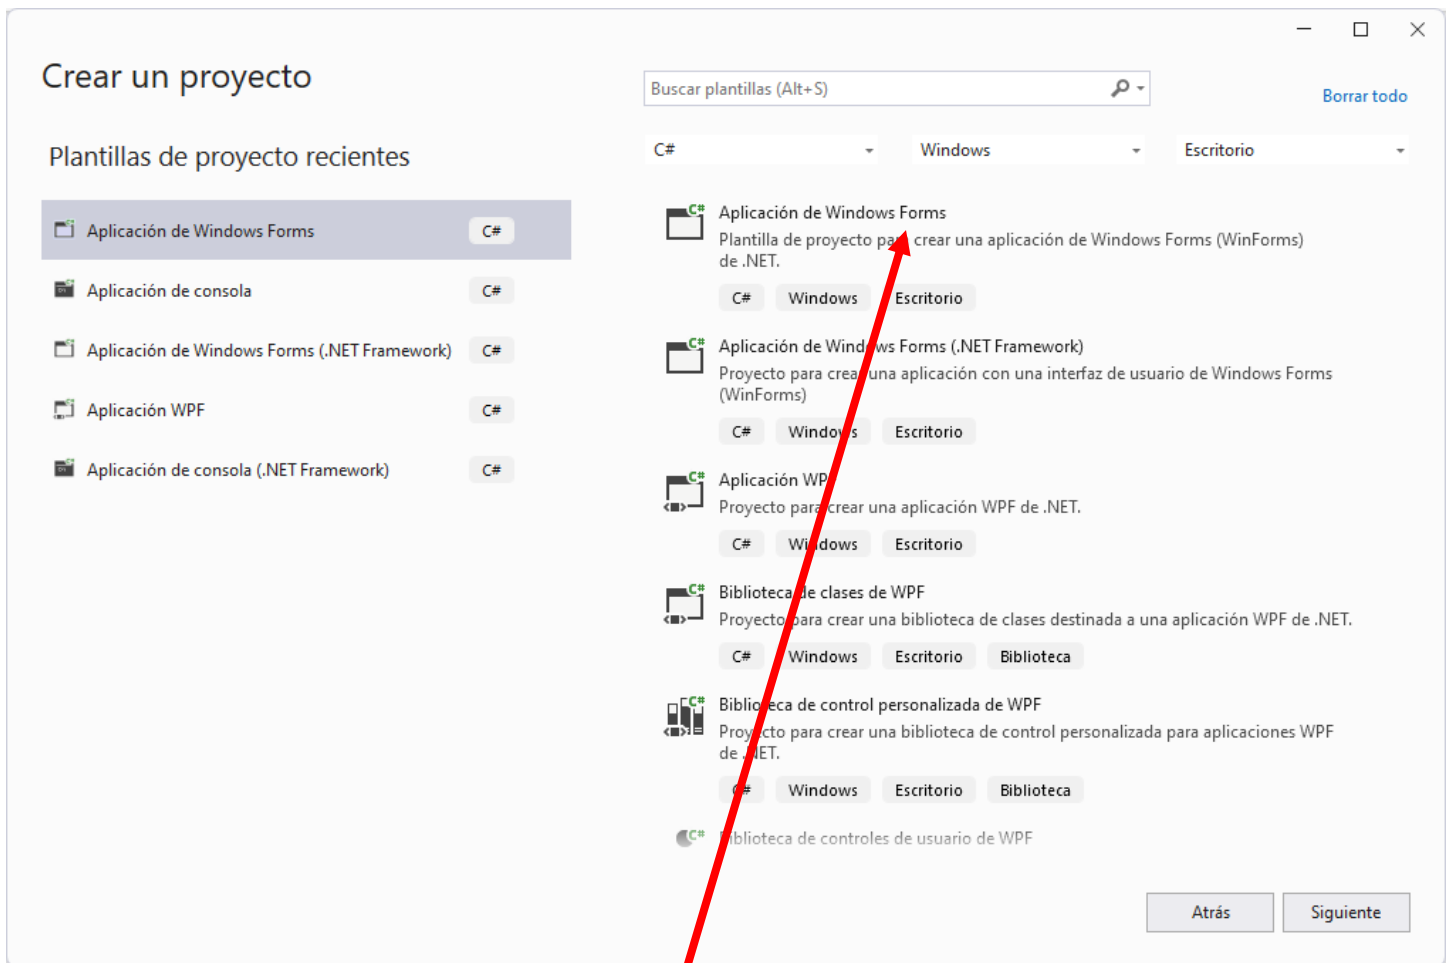 Crear un proyecto
Buscar plantillas (Alt+S)
Borrar todo
Plantillas de proyecto recientes
C#
Windows
Escritorio
Aplicación de Windows Forms
C#
Aplicación de consola
C#
Aplicación de Windows Forms (.NET Framework)
C#
Aplicación WPF
C#
Aplicación de consola (.NET Framework)
C#
Aplicación de Windows Forms
Plantilla de proyecto para crear una aplicación de Windows Forms (WinForms)
de .NET.
C# Windows Escritorio
Aplicación de Windows Forms (.NET Framework)
Proyecto para crear una aplicación con una interfaz de usuario de Windows Forms
(WinForms)
C# Windows Escritorio
Aplicación WPF
Proyecto para crear una aplicación WPF de .NET.
C# Windows Escritorio
Biblioteca de clases de WPF
Proyecto para crear una biblioteca de clases destinada a una aplicación WPF de .NET.
C# Windows Escritorio Biblioteca
Biblioteca de control personalizada de WPF
Proyecto para crear una biblioteca de control personalizada para aplicaciones WPF
de .NET.
C# Windows Escritorio Biblioteca
Biblioteca de controles de usuario de WPF
Atrás
Siguiente